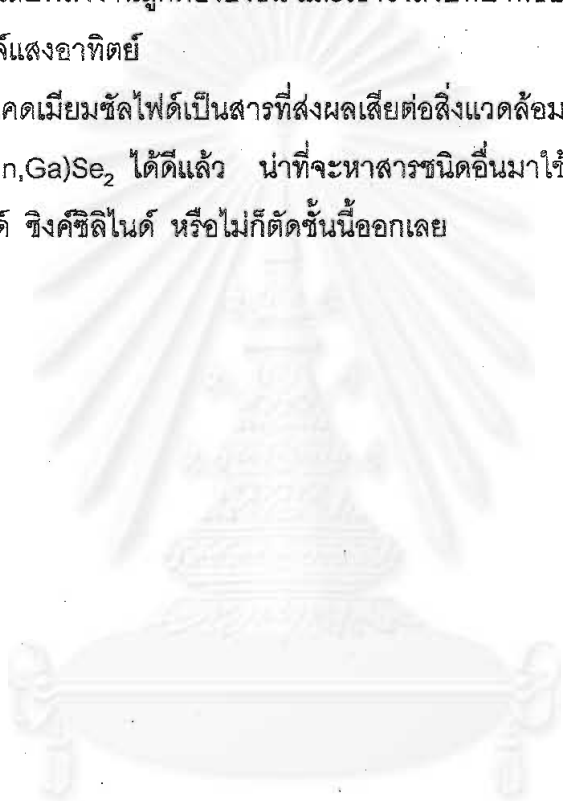 ล์แสงอาทิตย์
คดเมียมซัลไฟด์เป็นสารที่ส่งผลเสียต่อสิ่งแวดล้อม
n,Ga)Se₂ ได้ดีแล้ว น่าที่จะหาสารชนิดอื่นมาใช้
ด์ ซิงค์ซิลิไนด์ หรือไม่ก็ตัดชั้นนี้ออกเลย